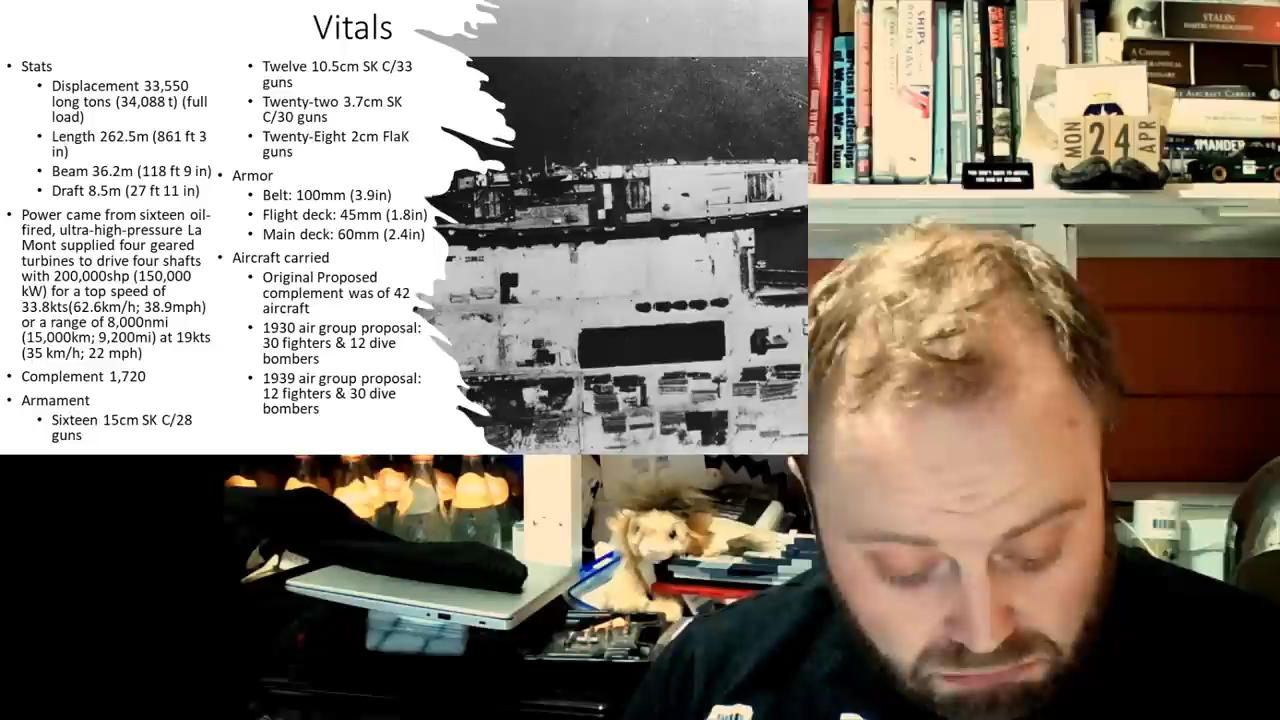 Vitals
• Stats
• Displacement 33,550
long tons (34,088 t) (full
load)
• Length 262.5m (861 ft 3
in)
• Beam 36.2m (118 ft 9 in)
• Draft 8.5m (27 ft 11 in)
• Power came from sixteen oil-
fired, ultra-high-pressure La
Mont supplied four geared
turbines to drive four shafts
with 200,000shp (150,000
kW) for a top speed of
33.8kts(62.6km/h; 38.9mph)
or a range of 8,000nmi
(15,000km; 9,200mi) at 19kts
(35 km/h; 22 mph)
• Complement 1,720
• Armament
• Sixteen 15cm SK C/28
guns
• Twelve 10.5cm SK C/33
guns
• Twenty-two 3.7cm SK
C/30 guns
• Twenty-Eight 2cm FlaK
guns
• Armor
• Belt: 100mm (3.9in)
• Flight deck: 45mm (1.8in)
• Main deck: 60mm (2.4in)
• Aircraft carried
• Original Proposed
complement was of 42
aircraft
• 1930 air group proposal:
30 fighters & 12 dive
bombers
• 1939 air group proposal:
12 fighters & 30 dive
bombers
SHIPS
STALIN
AIRCRAFT CARRIER
MON 24 APR